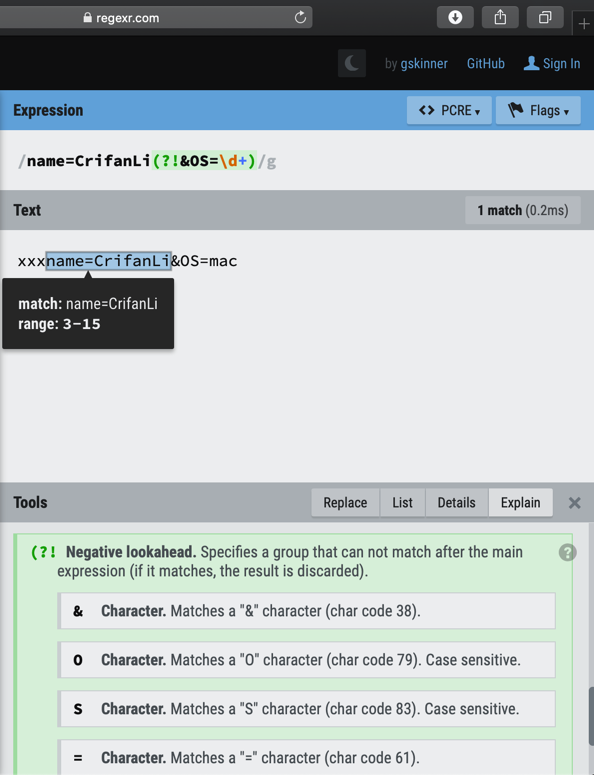 regexr.com
by gskinner GitHub Sign In
Expression
<> PCRE ▾ Flags ▾
/name=CrifanLi(?!&OS=\d+)/g
Text
1 match (0.2ms)
xxxname=CrifanLi&OS=mac
match: name=CrifanLi
range: 3–15
Tools
Replace List Details Explain ×
(?! Negative lookahead. Specifies a group that can not match after the main ?
expression (if it matches, the result is discarded).
& Character. Matches a "&" character (char code 38).
O Character. Matches a "O" character (char code 79). Case sensitive.
S Character. Matches a "S" character (char code 83). Case sensitive.
= Character. Matches a "=" character (char code 61).